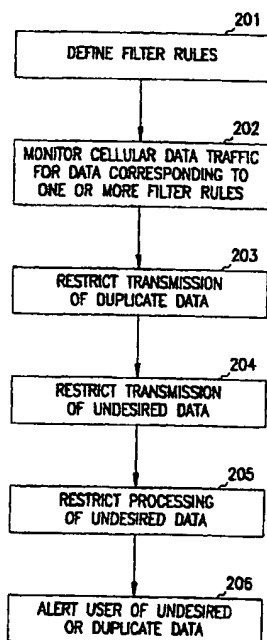 201
DEFINE FILTER RULES
202
MONITOR CELLULAR DATA TRAFFIC
FOR DATA CORRESPONDING TO
ONE OR MORE FILTER RULES
203
RESTRICT TRANSMISSION
OF DUPLICATE DATA
204
RESTRICT TRANSMISSION
OF UNDESIRED DATA
205
RESTRICT PROCESSING
OF UNDESIRED DATA
206
ALERT USER OF UNDESIRED
OR DUPLICATE DATA